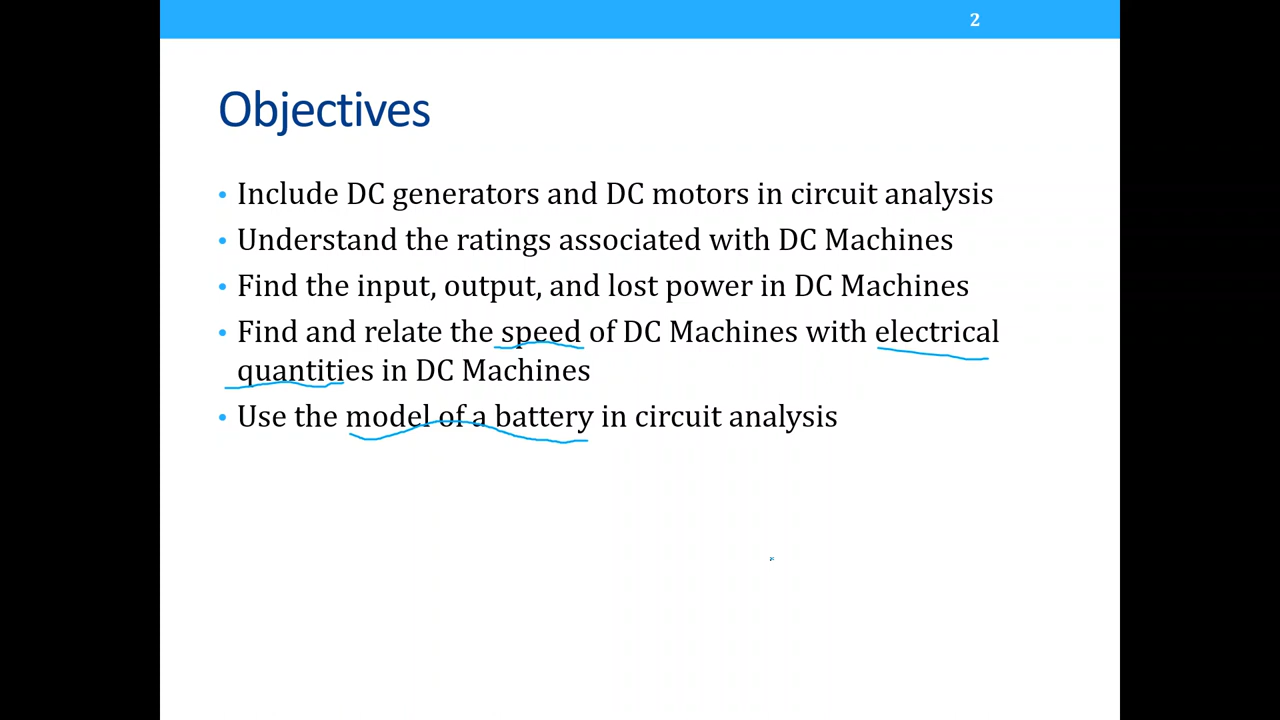 2
Objectives
• Include DC generators and DC motors in circuit analysis
• Understand the ratings associated with DC Machines
• Find the input, output, and lost power in DC Machines
• Find and relate the speed of DC Machines with electrical
quantities in DC Machines
• Use the model of a battery in circuit analysis